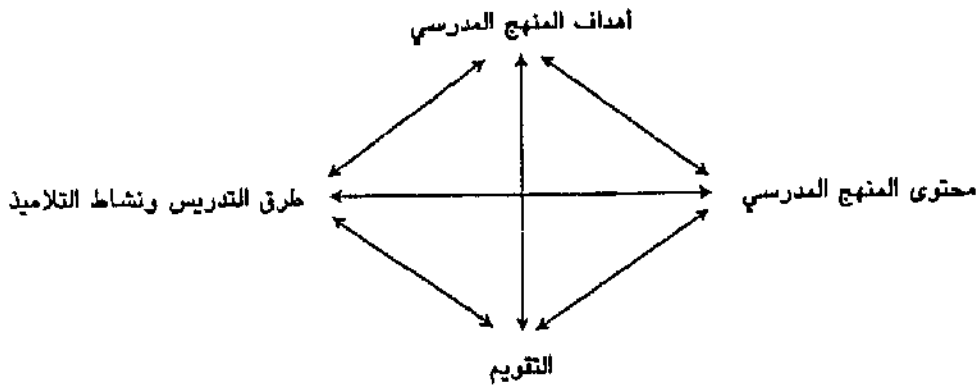 أهداف المنهج المدرسي
محتوى المنهج المدرسي
طرق التدريس ونشاط التلاميذ
التقويم